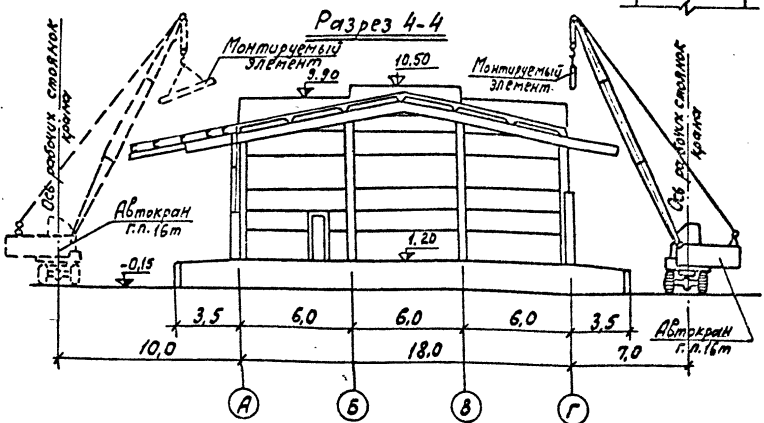 Разрез 4-4
Ось рабочих стоянок
крана
Монтируемый
элемент
9.90
10,50
Монтируемый
элемент.
Ось рабочих стоянок
крана
Автокран
г.п. 16т
1.20
-0,15
3,5
6,0
6,0
6,0
3,5
Автокран
г.п. 16т
10,0
18,0
7,0
А
Б
В
Г